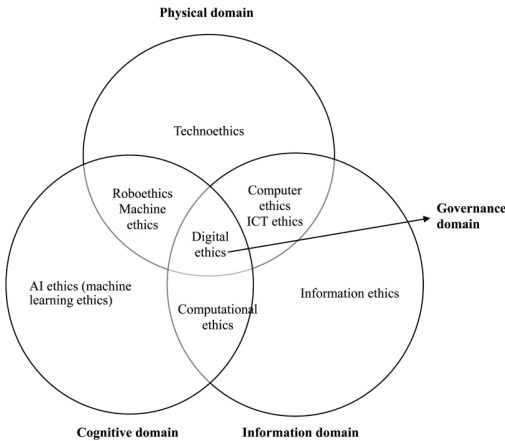 Physical domain
Technoethics
Roboethics
Machine
ethics
Computer
ethics
ICT ethics
Governance
domain
Digital
ethics
AI ethics (machine
learning ethics)
Information ethics
Computational
ethics
Cognitive domain
Information domain